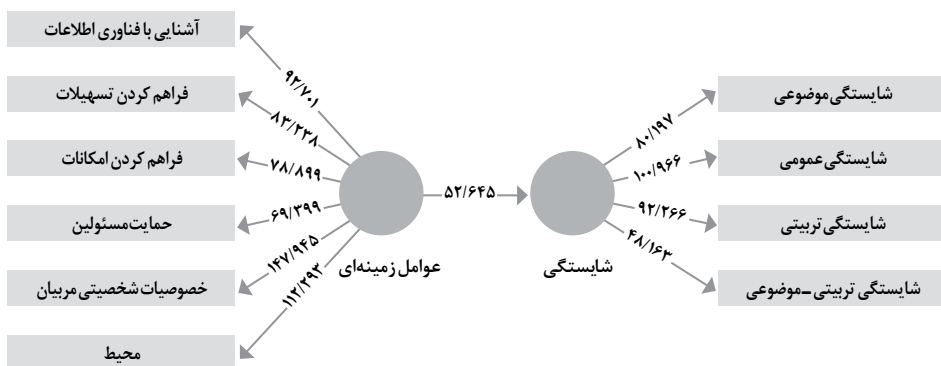 آشنایی با فناوری اطلاعات
فراهم کردن تسهیلات
فراهم کردن امکانات
حمایت مسئولین
خصوصیات شخصیتی مربیان
محیط
۹۲/۷۰۱
۸۳/۲۳۸
۷۸/۸۹۹
۶۹/۳۹۹
۱۴۷/۹۴۵
۱۱۲/۲۹۳
عوامل زمینه‌ای
۵۲/۶۴۵
شایستگی
۸۰/۱۹۷
۱۰۰/۹۶۶
۹۲/۲۶۶
۴۸/۱۶۳
شایستگی موضوعی
شایستگی عمومی
شایستگی تربیتی
شایستگی تربیتی ـ موضوعی